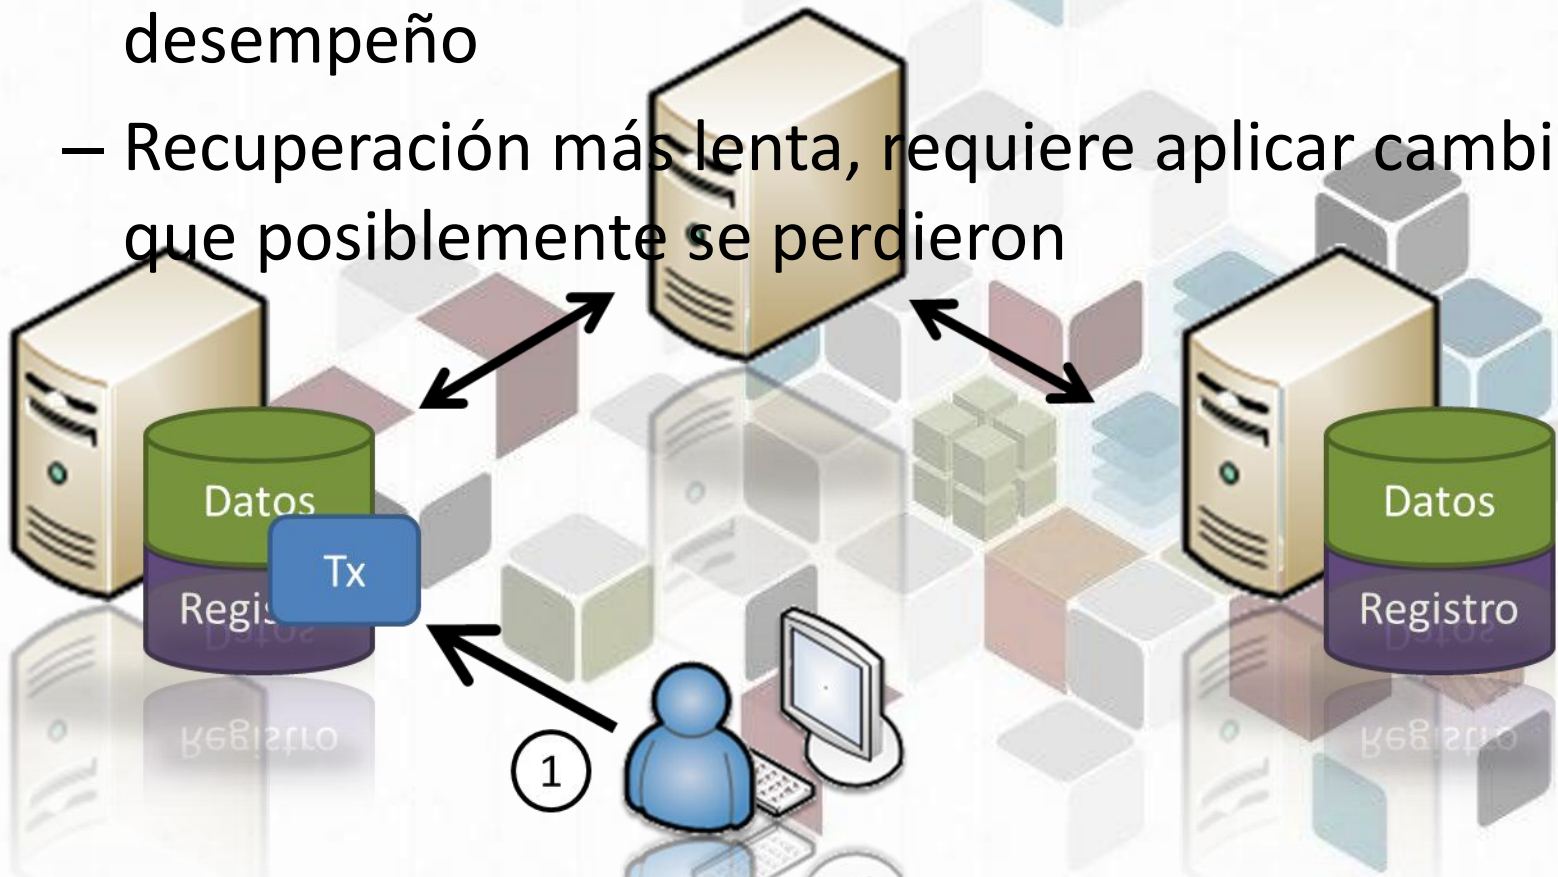 desempeño
– Recuperación más lenta, requiere aplicar cambi
que posiblemente se perdieron
Datos
Datos
Tx
Regis
Registro
1